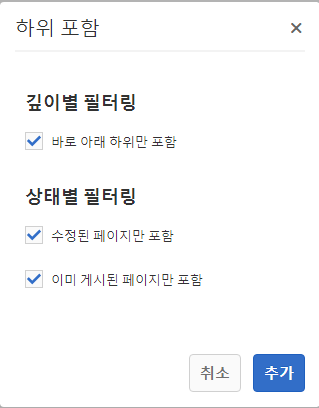 하위 포함
깊이별 필터링
바로 아래 하위만 포함
상태별 필터링
수정된 페이지만 포함
이미 게시된 페이지만 포함
취소 추가